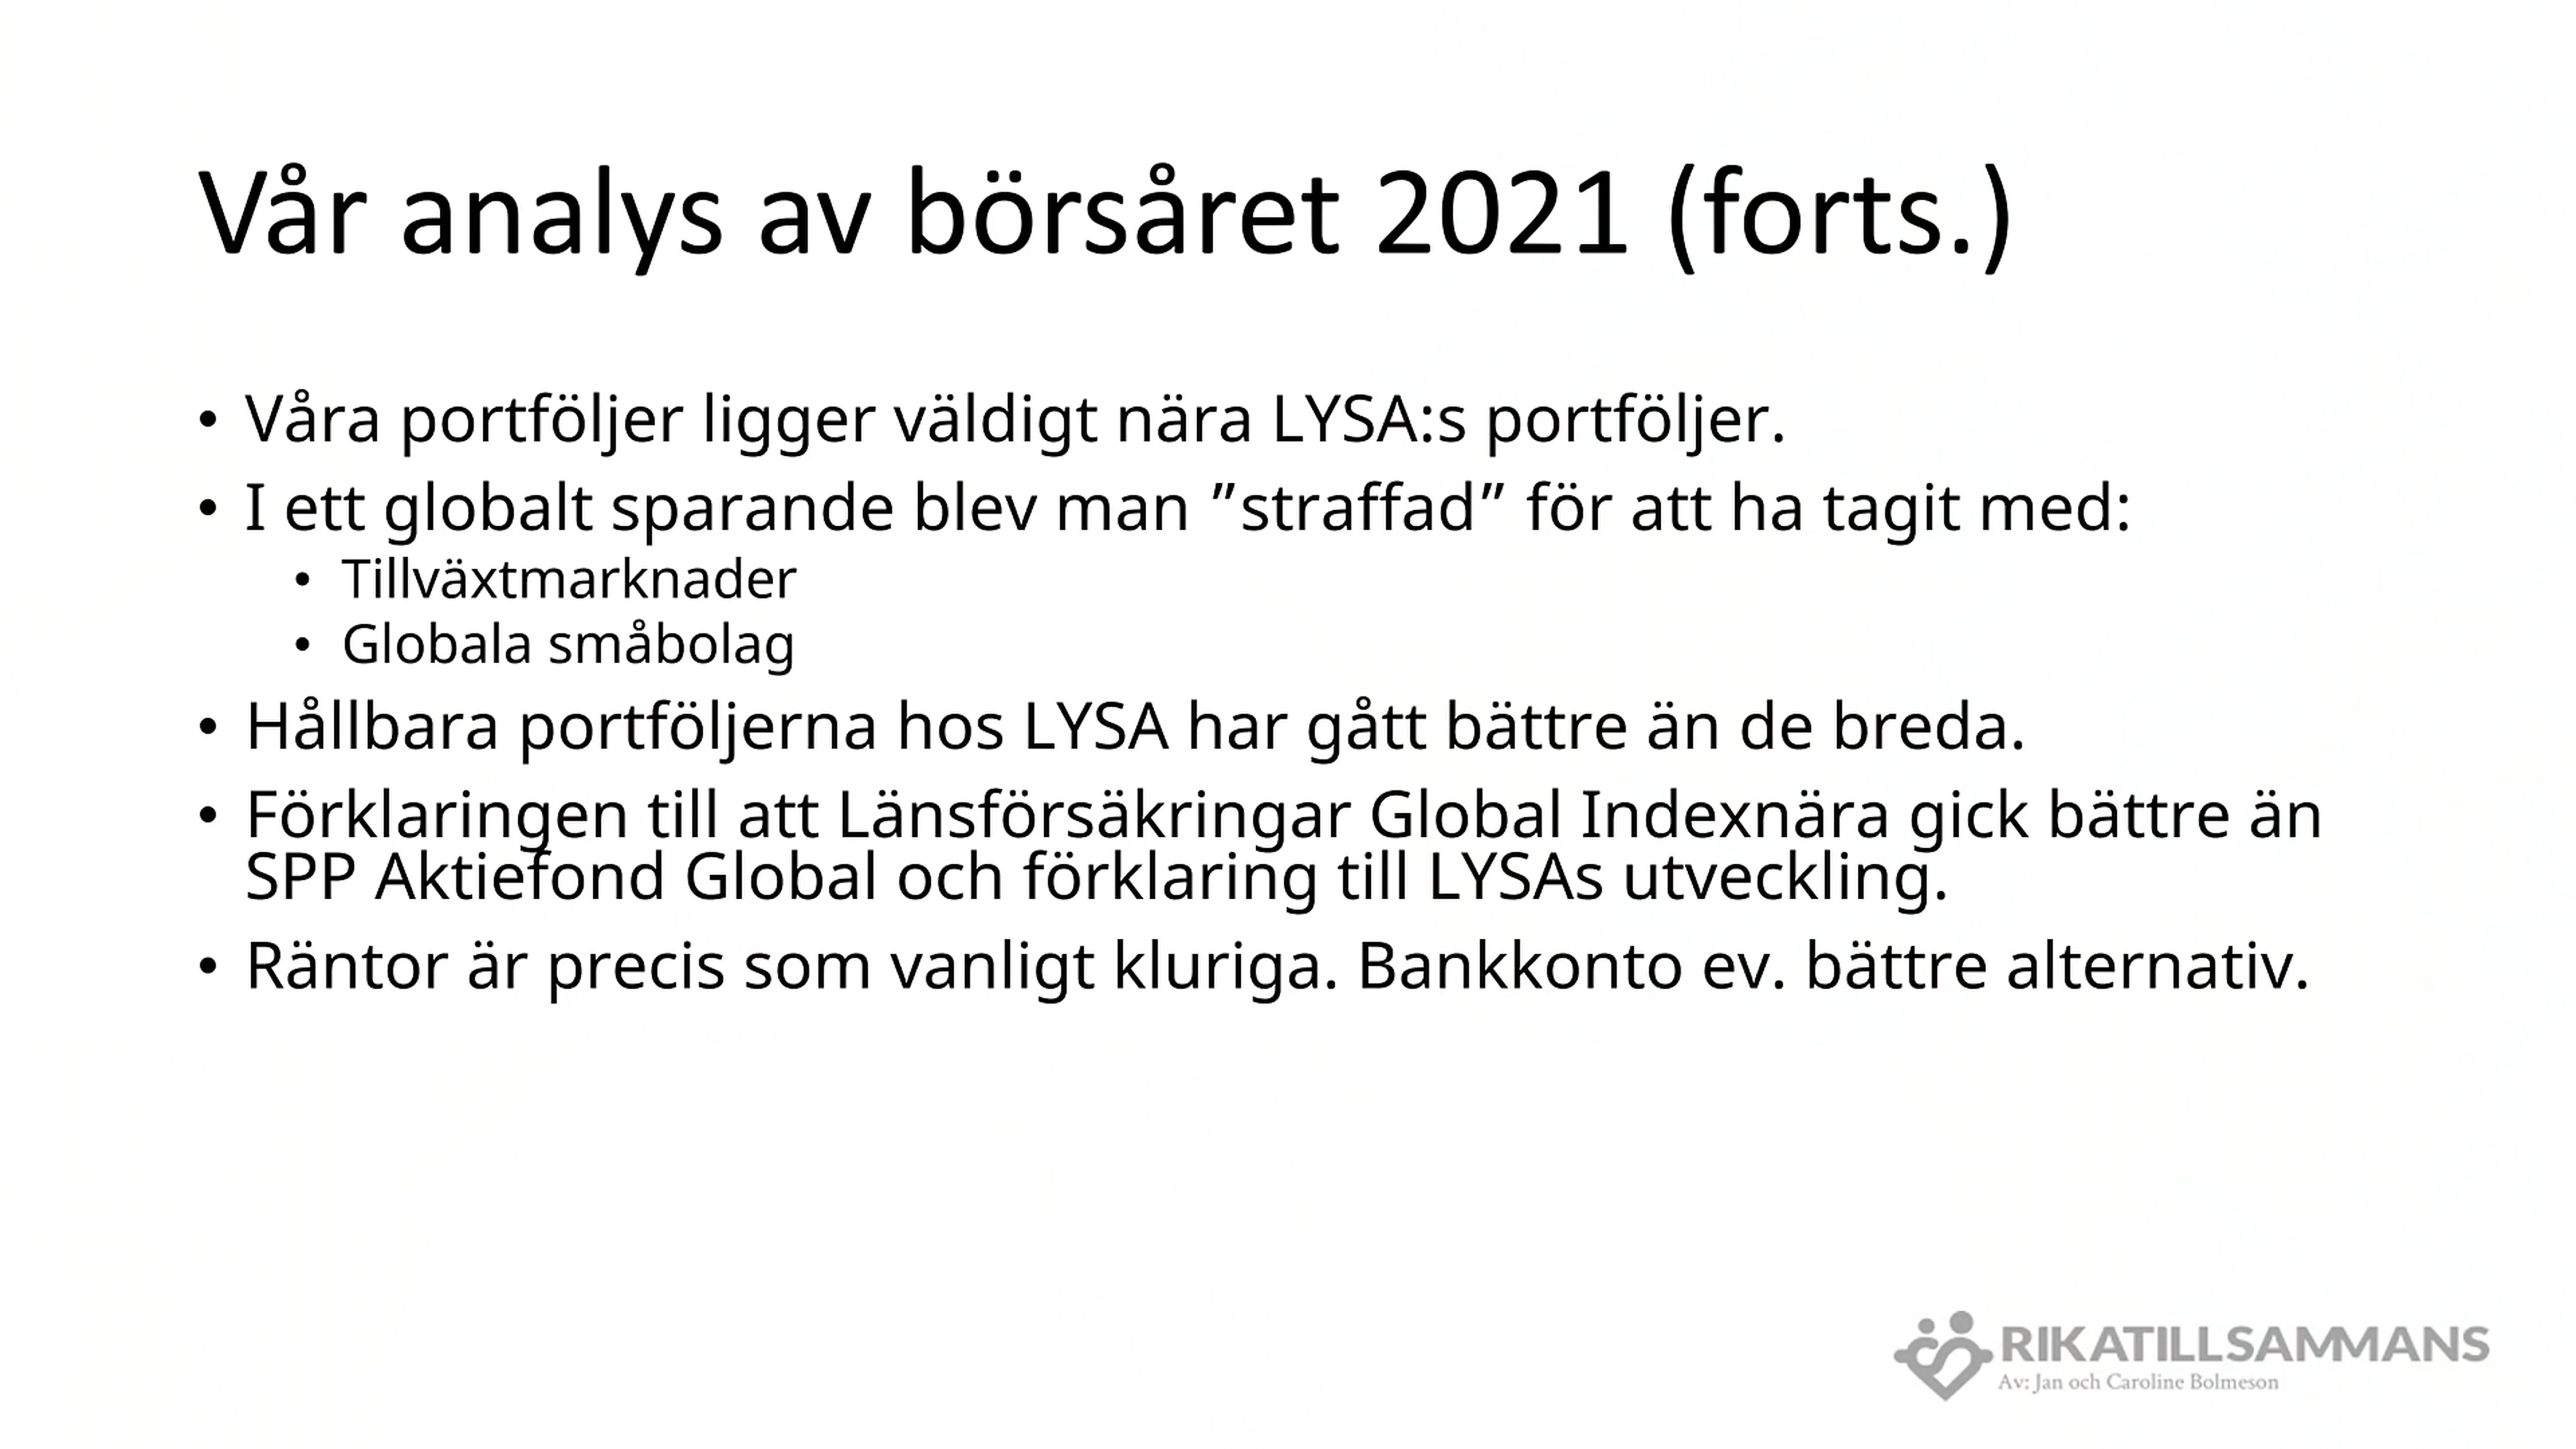 Vår analys av börsåret 2021 (forts.)
• Våra portföljer ligger väldigt nära LYSA:s portföljer.
• I ett globalt sparande blev man ”straffad” för att ha tagit med:
• Tillväxtmarknader
• Globala småbolag
• Hållbara portföljerna hos LYSA har gått bättre än de breda.
• Förklaringen till att Länsförsäkringar Global Indexnära gick bättre än
SPP Aktiefond Global och förklaring till LYSAs utveckling.
• Räntor är precis som vanligt kluriga. Bankkonto ev. bättre alternativ.
RIKATILLSAMMANS
Av: Jan och Caroline Bolmeson